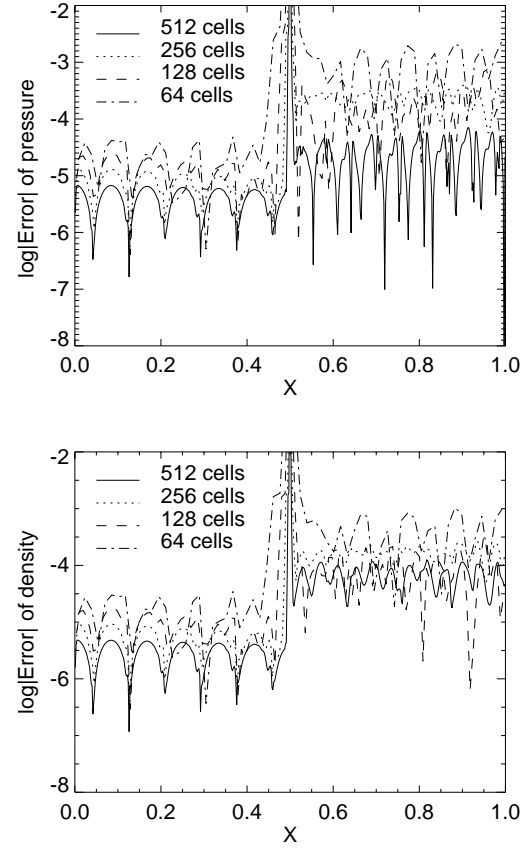 -2
-3
-4
-5
-6
-7
-8
log|Error| of pressure
512 cells
256 cells
128 cells
64 cells
0.0 0.2 0.4 0.6 0.8 1.0
X
-2
-4
-6
-8
log|Error| of density
512 cells
256 cells
128 cells
64 cells
0.0 0.2 0.4 0.6 0.8 1.0
X